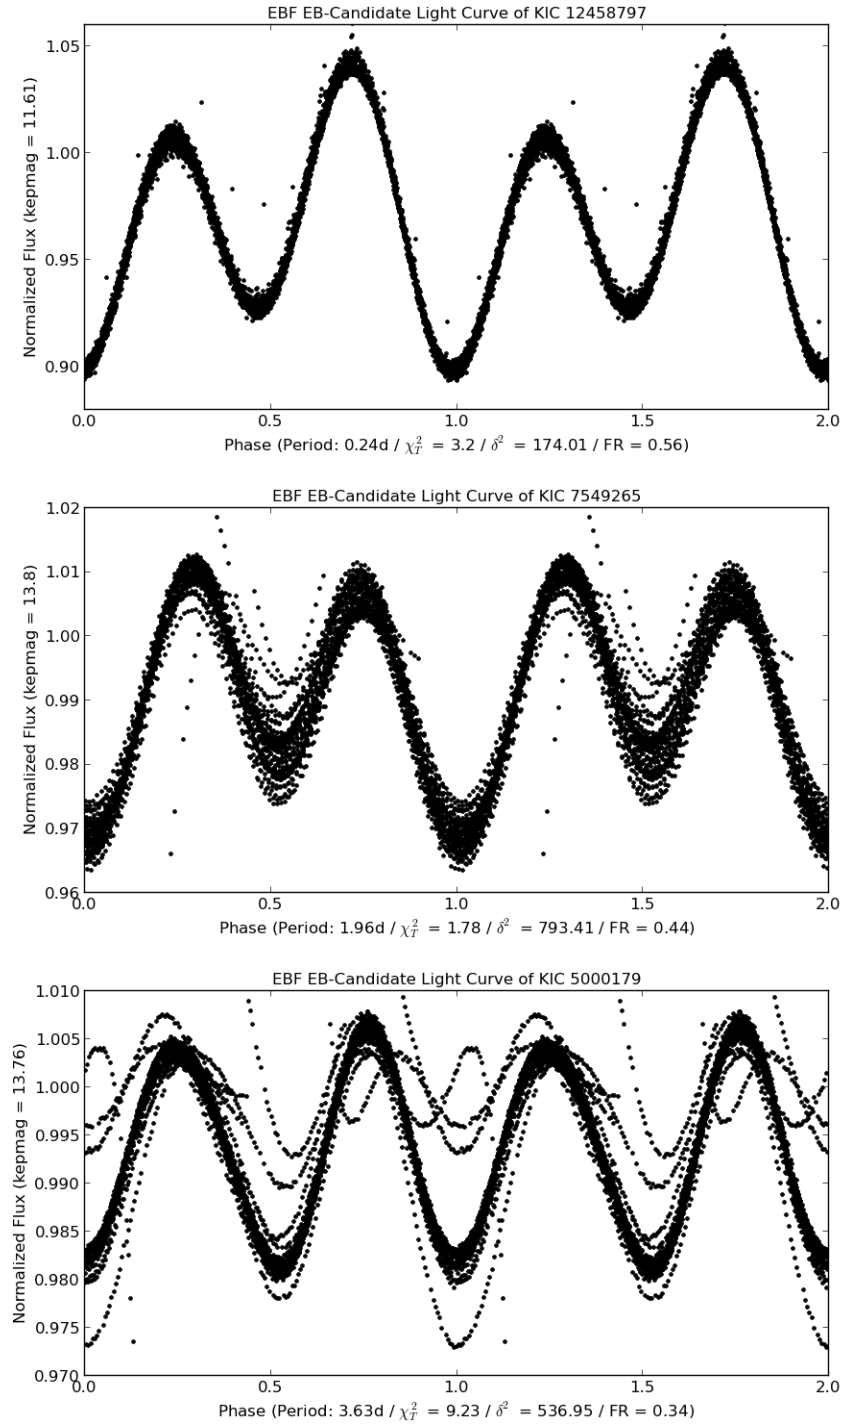 EBF EB-Candidate Light Curve of KIC 12458797
Normalized Flux (kepmag = 11.61)
1.05
1.00
0.95
0.90
0.0 0.5 1.0 1.5 2.0
Phase (Period: 0.24d / χ²_T = 3.2 / δ² = 174.01 / FR = 0.56)
EBF EB-Candidate Light Curve of KIC 7549265
Normalized Flux (kepmag = 13.8)
1.02
1.01
1.00
0.99
0.98
0.97
0.96
0.0 0.5 1.0 1.5 2.0
Phase (Period: 1.96d / χ²_T = 1.78 / δ² = 793.41 / FR = 0.44)
EBF EB-Candidate Light Curve of KIC 5000179
Normalized Flux (kepmag = 13.76)
1.010
1.005
1.000
0.995
0.990
0.985
0.980
0.975
0.970
0.0 0.5 1.0 1.5 2.0
Phase (Period: 3.63d / χ²_T = 9.23 / δ² = 536.95 / FR = 0.34)